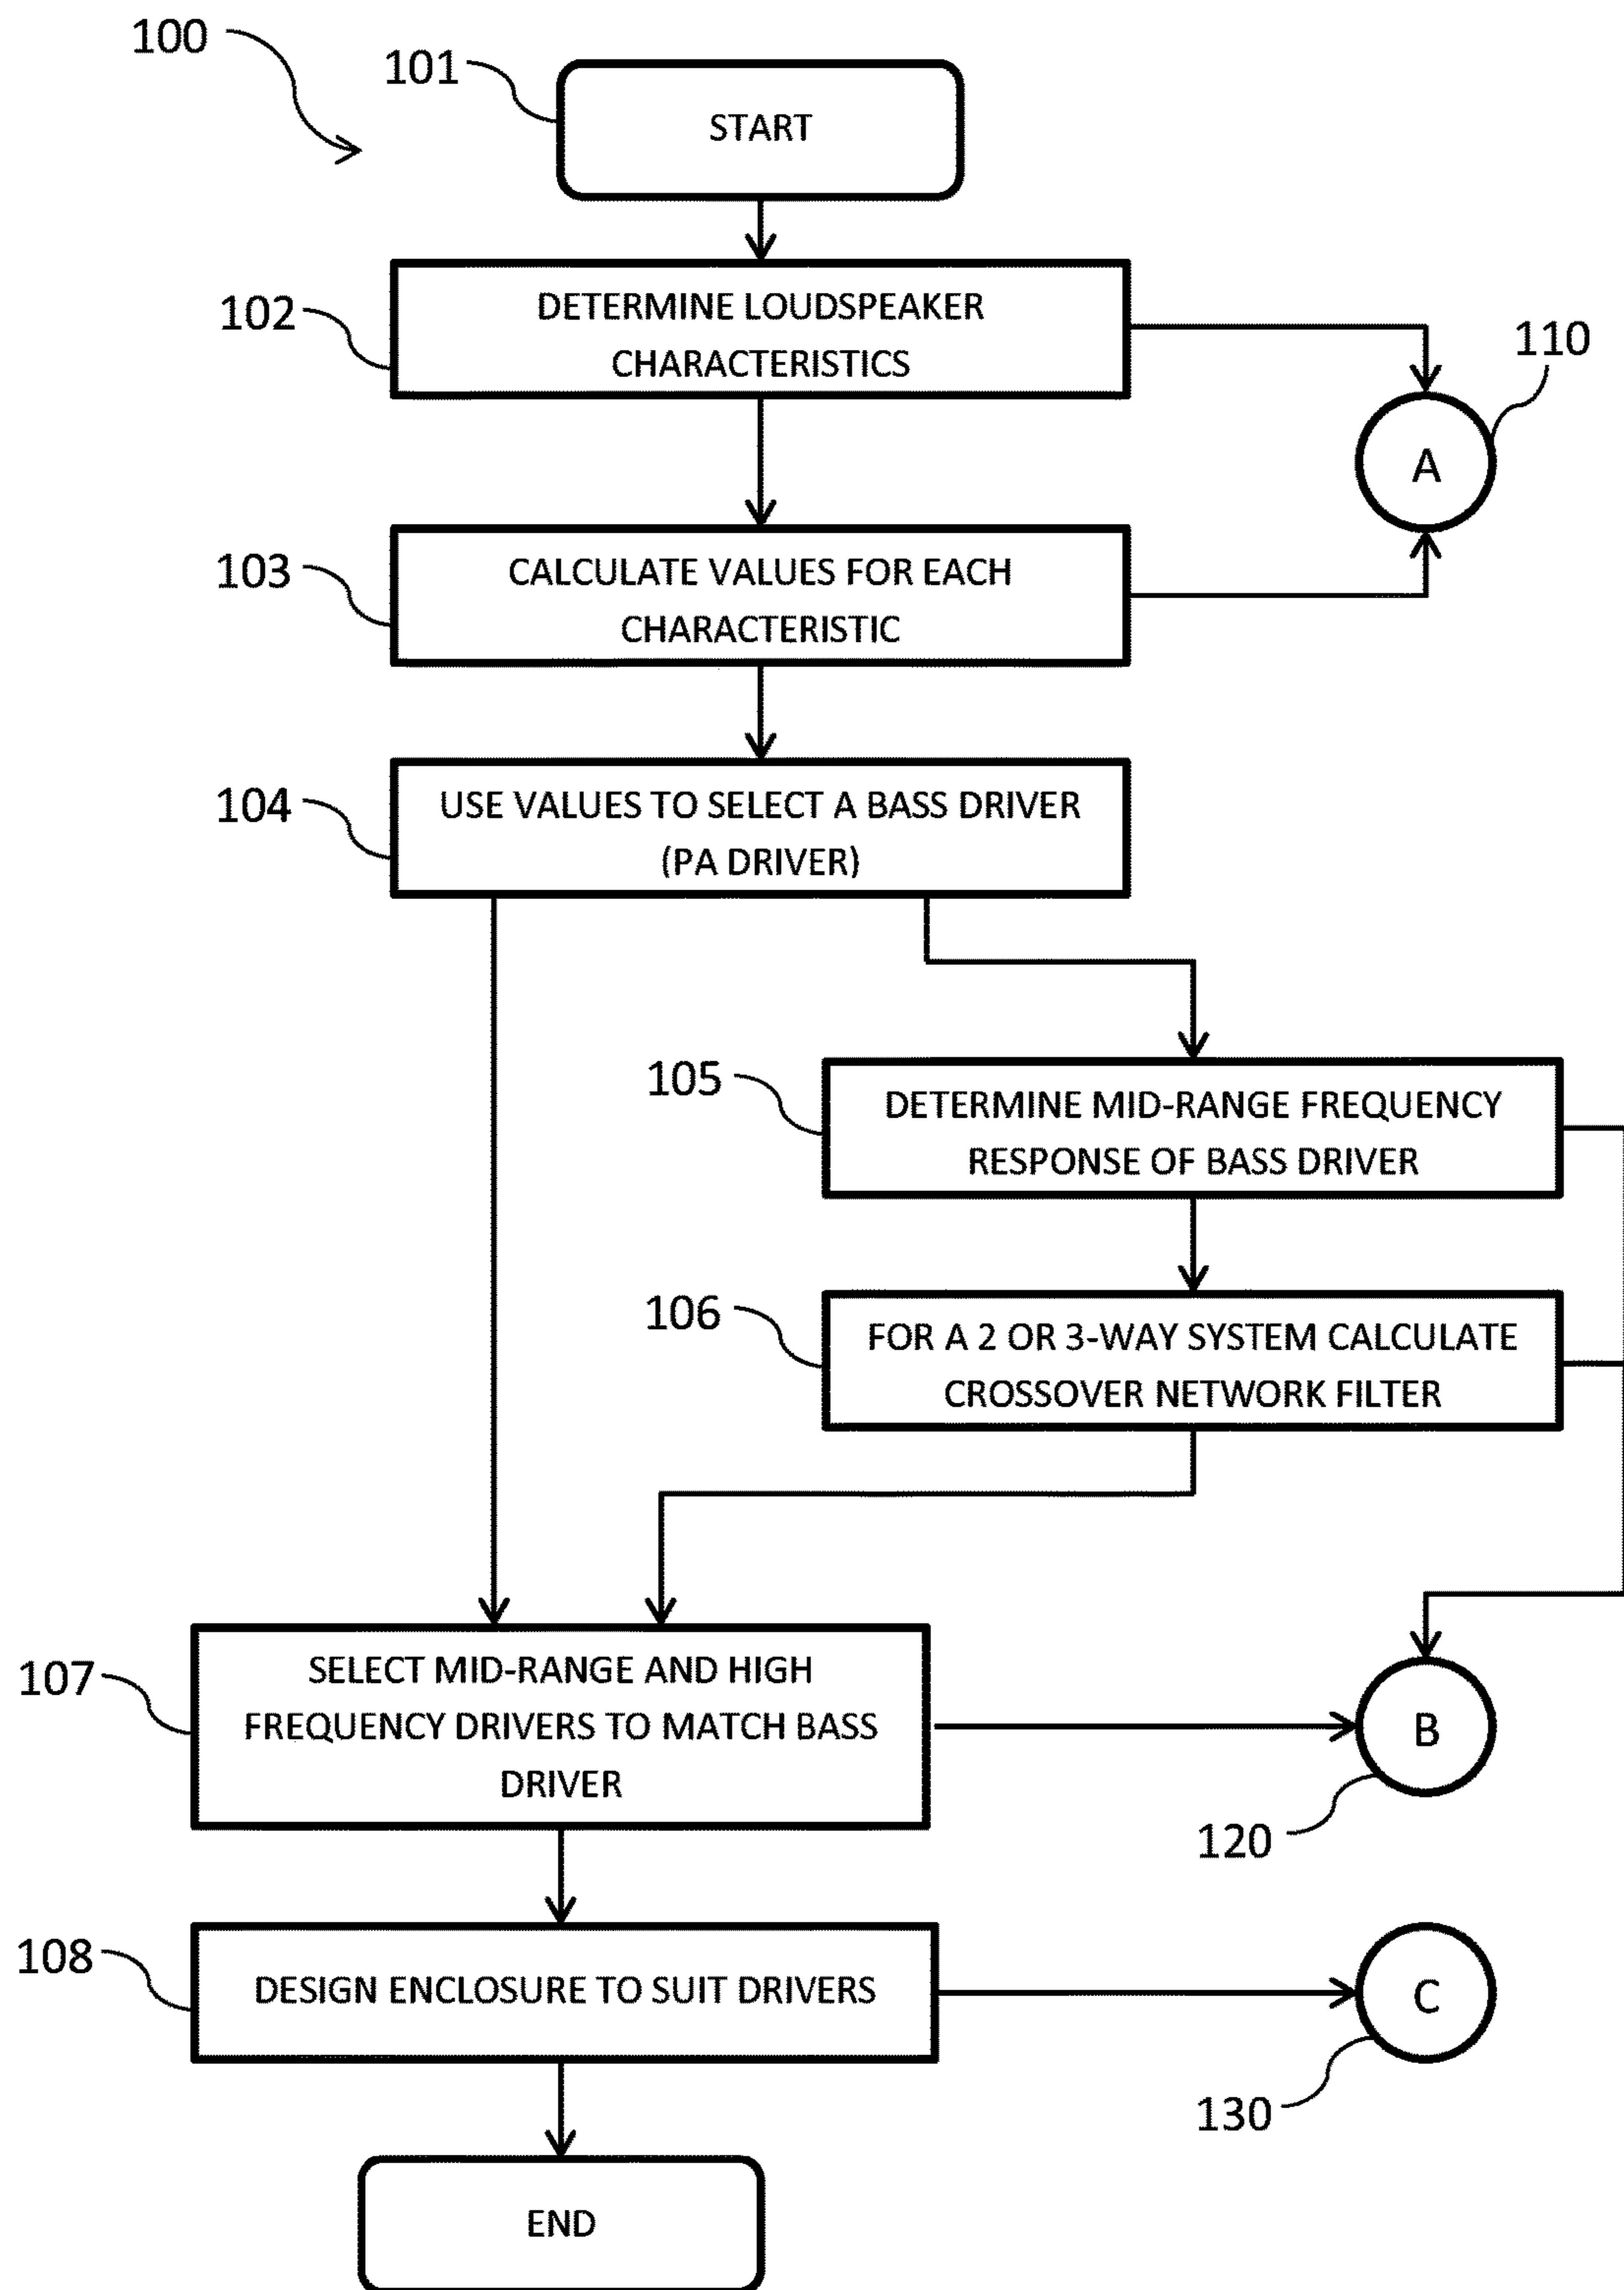 100
101
START
102
DETERMINE LOUDSPEAKER
CHARACTERISTICS
110
A
103
CALCULATE VALUES FOR EACH
CHARACTERISTIC
104
USE VALUES TO SELECT A BASS DRIVER
(PA DRIVER)
105
DETERMINE MID-RANGE FREQUENCY
RESPONSE OF BASS DRIVER
106
FOR A 2 OR 3-WAY SYSTEM CALCULATE
CROSSOVER NETWORK FILTER
107
SELECT MID-RANGE AND HIGH
FREQUENCY DRIVERS TO MATCH BASS
DRIVER
B
120
108
DESIGN ENCLOSURE TO SUIT DRIVERS
C
130
END